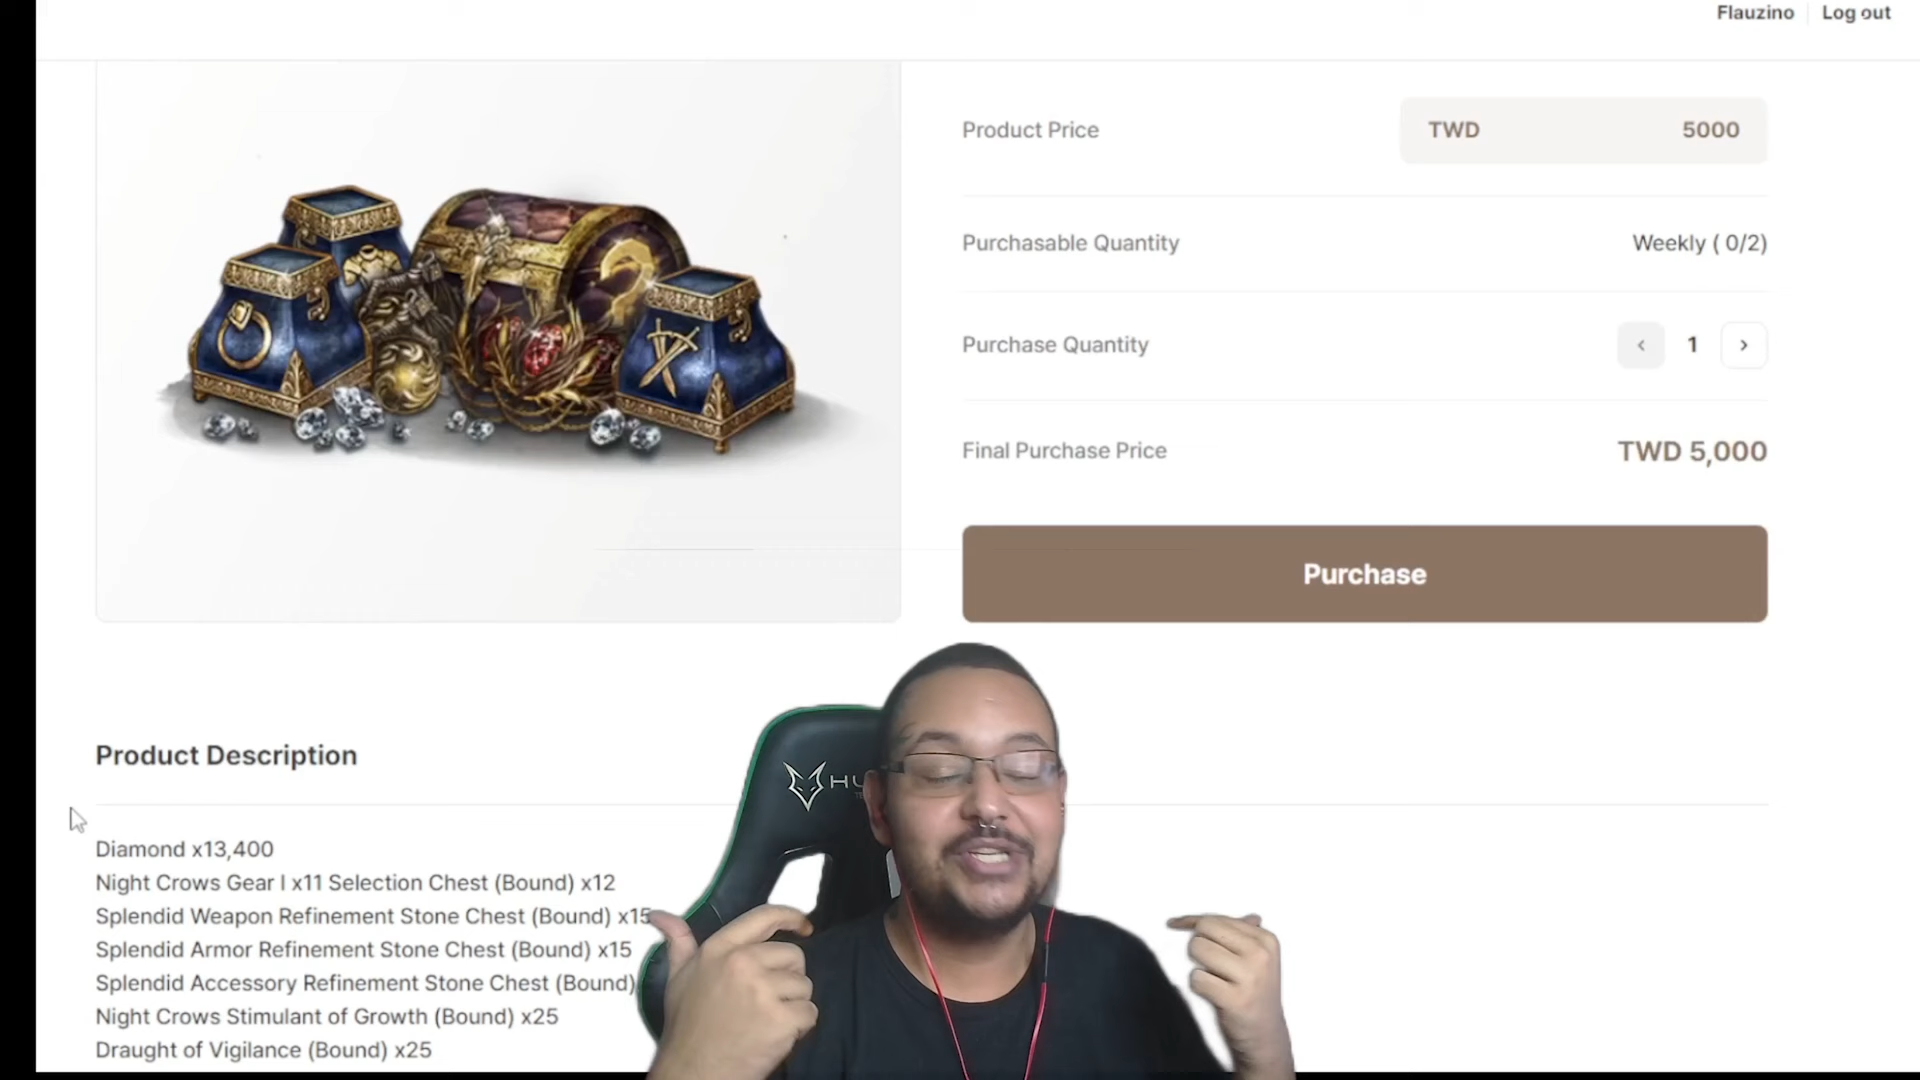 Flauzino
Log out
Product Price
TWD 5000
Purchasable Quantity
Weekly ( 0/2)
Purchase Quantity
‹ 1 ›
Final Purchase Price
TWD 5,000
Purchase
Product Description
Diamond x13,400
Night Crows Gear I x11 Selection Chest (Bound) x12
Splendid Weapon Refinement Stone Chest (Bound) x15
Splendid Armor Refinement Stone Chest (Bound) x15
Splendid Accessory Refinement Stone Chest (Bound)
Night Crows Stimulant of Growth (Bound) x25
Draught of Vigilance (Bound) x25